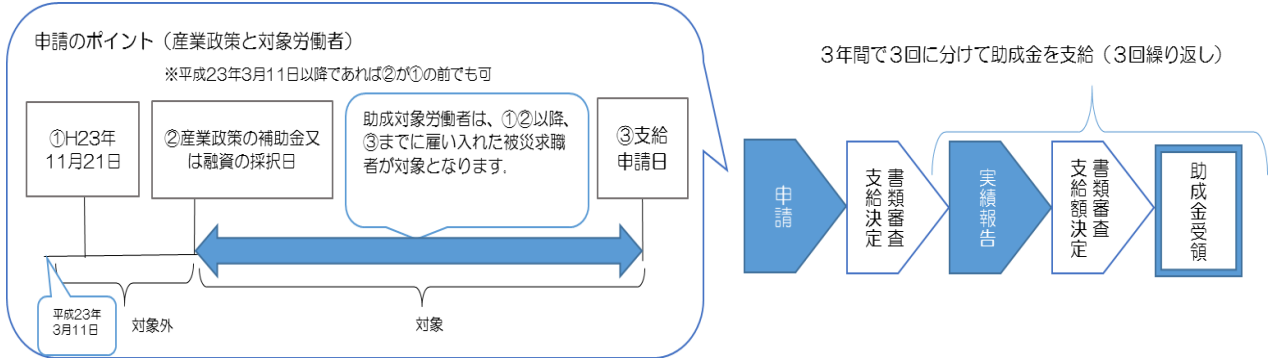 申請のポイント（産業政策と対象労働者）
※平成23年3月11日以降であれば②が①の前でも可
①H23年
11月21日
②産業政策の補助金又
は融資の採択日
助成対象労働者は、①②以降、
③までに雇い入れた被災求職
者が対象となります.
③支給
申請日
平成23年
3月11日
対象外
対象
３年間で３回に分けて助成金を支給（３回繰り返し）
申請
書類審査
支給決定
実績報告
書類審査
支給額決定
助成金受領